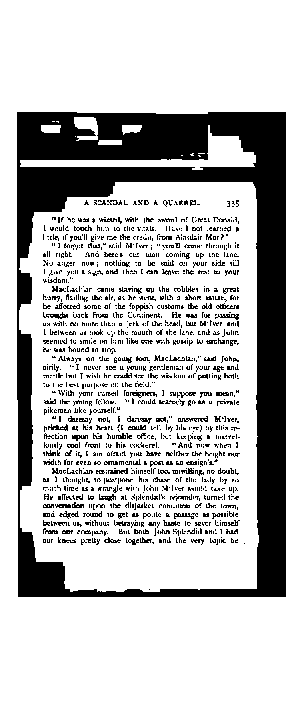 A SCANDAL AND A QUARREL 335
"If he was a wizard, with the sword of Great Donald,
I would touch him to the vitals. Have I not learned a
little, if you'll give me the credit, from Alasdair Mor?"
"I forgot that," said M'Iver; "you'll come through it
all right. And here's our man coming up the lane.
No anger now; nothing to be said on your side till
I give you a sign, and then I can leave the rest to your
wisdom."
MacLachlan came staving up the cobbles in a great
hurry, flailing the air, as he went, with a short rattan, for
he affected some of the foppish customs the old officers
brought back from the Continent. He was for passing
us with no more than a jerk of the head, but M'Iver and
I between us took up the mouth of the lane, and as John
seemed to smile on him like one with gossip to exchange,
he was bound to stop.
"Always on the going foot, MacLachlan," said John,
airily. "I never see a young gentleman of your age and
mettle but I wish he could see the wisdom of putting both
to the best purpose on the field."
"With your cursed foreigners, I suppose you mean,"
said the young fellow. "I could scarcely go as a private
pikeman like yourself."
"I daresay not, I daresay not," answered M'Iver,
pricked at his heart (I could tell by his eye) by this re-
flection upon his humble office, but keeping a marvel-
lously cool front to his cockerel. "And now when I
think of it, I am afraid you have neither the height nor
width for even so ornamental a post as an ensign's."
MacLachlan restrained himself too, unwilling, no doubt,
as I thought, to postpone his chase of the lady by so
much time as a wrangle with John M'Iver would take up.
He affected to laugh at Splendid's rejoinder, turned the
conversation upon the disjasket condition of the town,
and edged round to get as polite a passage as possible
between us, without betraying any haste to sever himself
from our company. But both John Splendid and I had
our knees pretty close together, and the very topic he